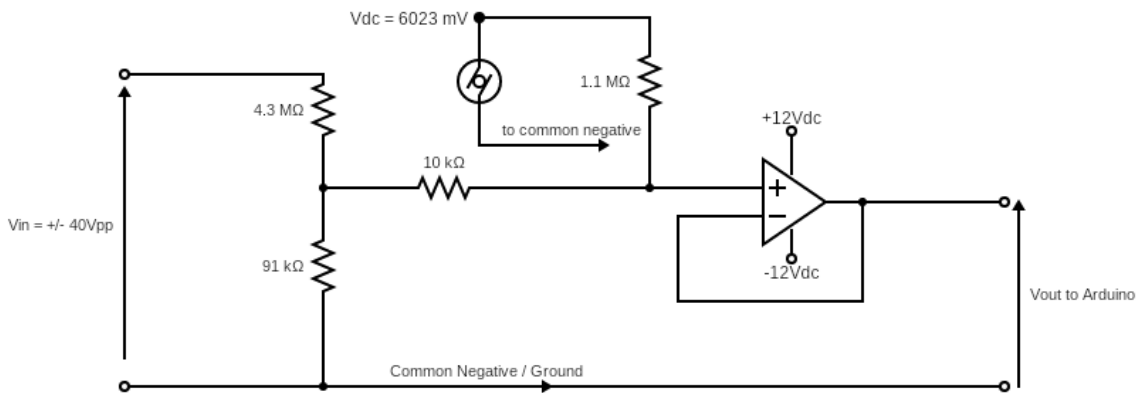 Vdc = 6023 mV
4.3 MΩ
1.1 MΩ
to common negative
+12Vdc
10 kΩ
Vin = +/- 40Vpp
91 kΩ
-12Vdc
Vout to Arduino
Common Negative / Ground